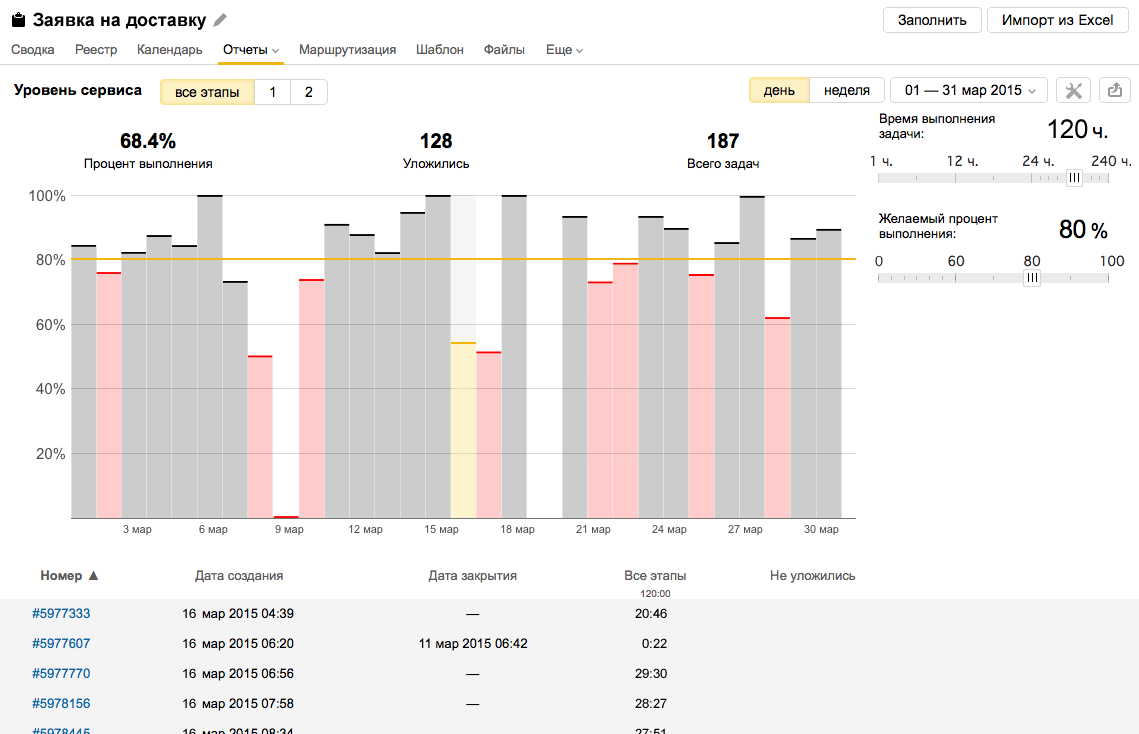 Заявка на доставку
Заполнить
Импорт из Excel
Сводка Реестр Календарь Отчеты Маршрутизация Шаблон Файлы Еще
Уровень сервиса
все этапы 1 2
день неделя
01 — 31 мар 2015
68.4%
Процент выполнения
128
Уложились
187
Всего задач
Время выполнения
задачи:
120 ч.
1 ч. 12 ч. 24 ч. 240 ч.
Желаемый процент
выполнения:
80 %
0 60 80 100
100%
80%
60%
40%
20%
3 мар 6 мар 9 мар 12 мар 15 мар 18 мар 21 мар 24 мар 27 мар 30 мар
Номер ▲ Дата создания Дата закрытия Все этапы Не уложились
120:00
#5977333 16 мар 2015 04:39 — 20:46
#5977607 16 мар 2015 06:20 11 мар 2015 06:42 0:22
#5977770 16 мар 2015 06:56 — 29:30
#5978156 16 мар 2015 07:58 — 28:27
#5978445 16 мар 2015 08:34 — 27:51